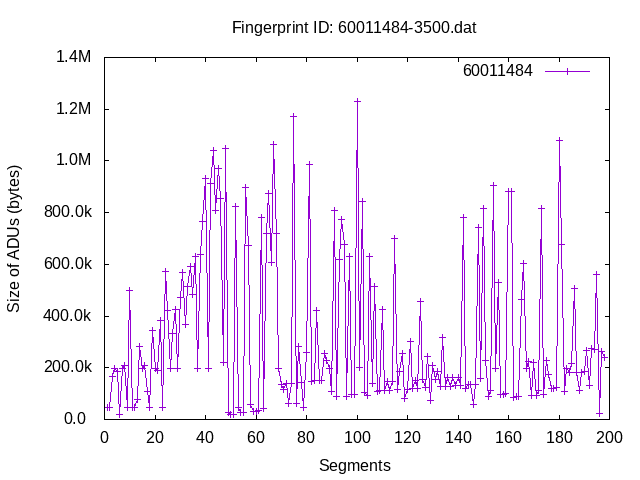 Fingerprint ID: 60011484-3500.dat
60011484
1.4M
1.2M
1.0M
800.0k
600.0k
400.0k
200.0k
0.0
Size of ADUs (bytes)
0 20 40 60 80 100 120 140 160 180 200
Segments